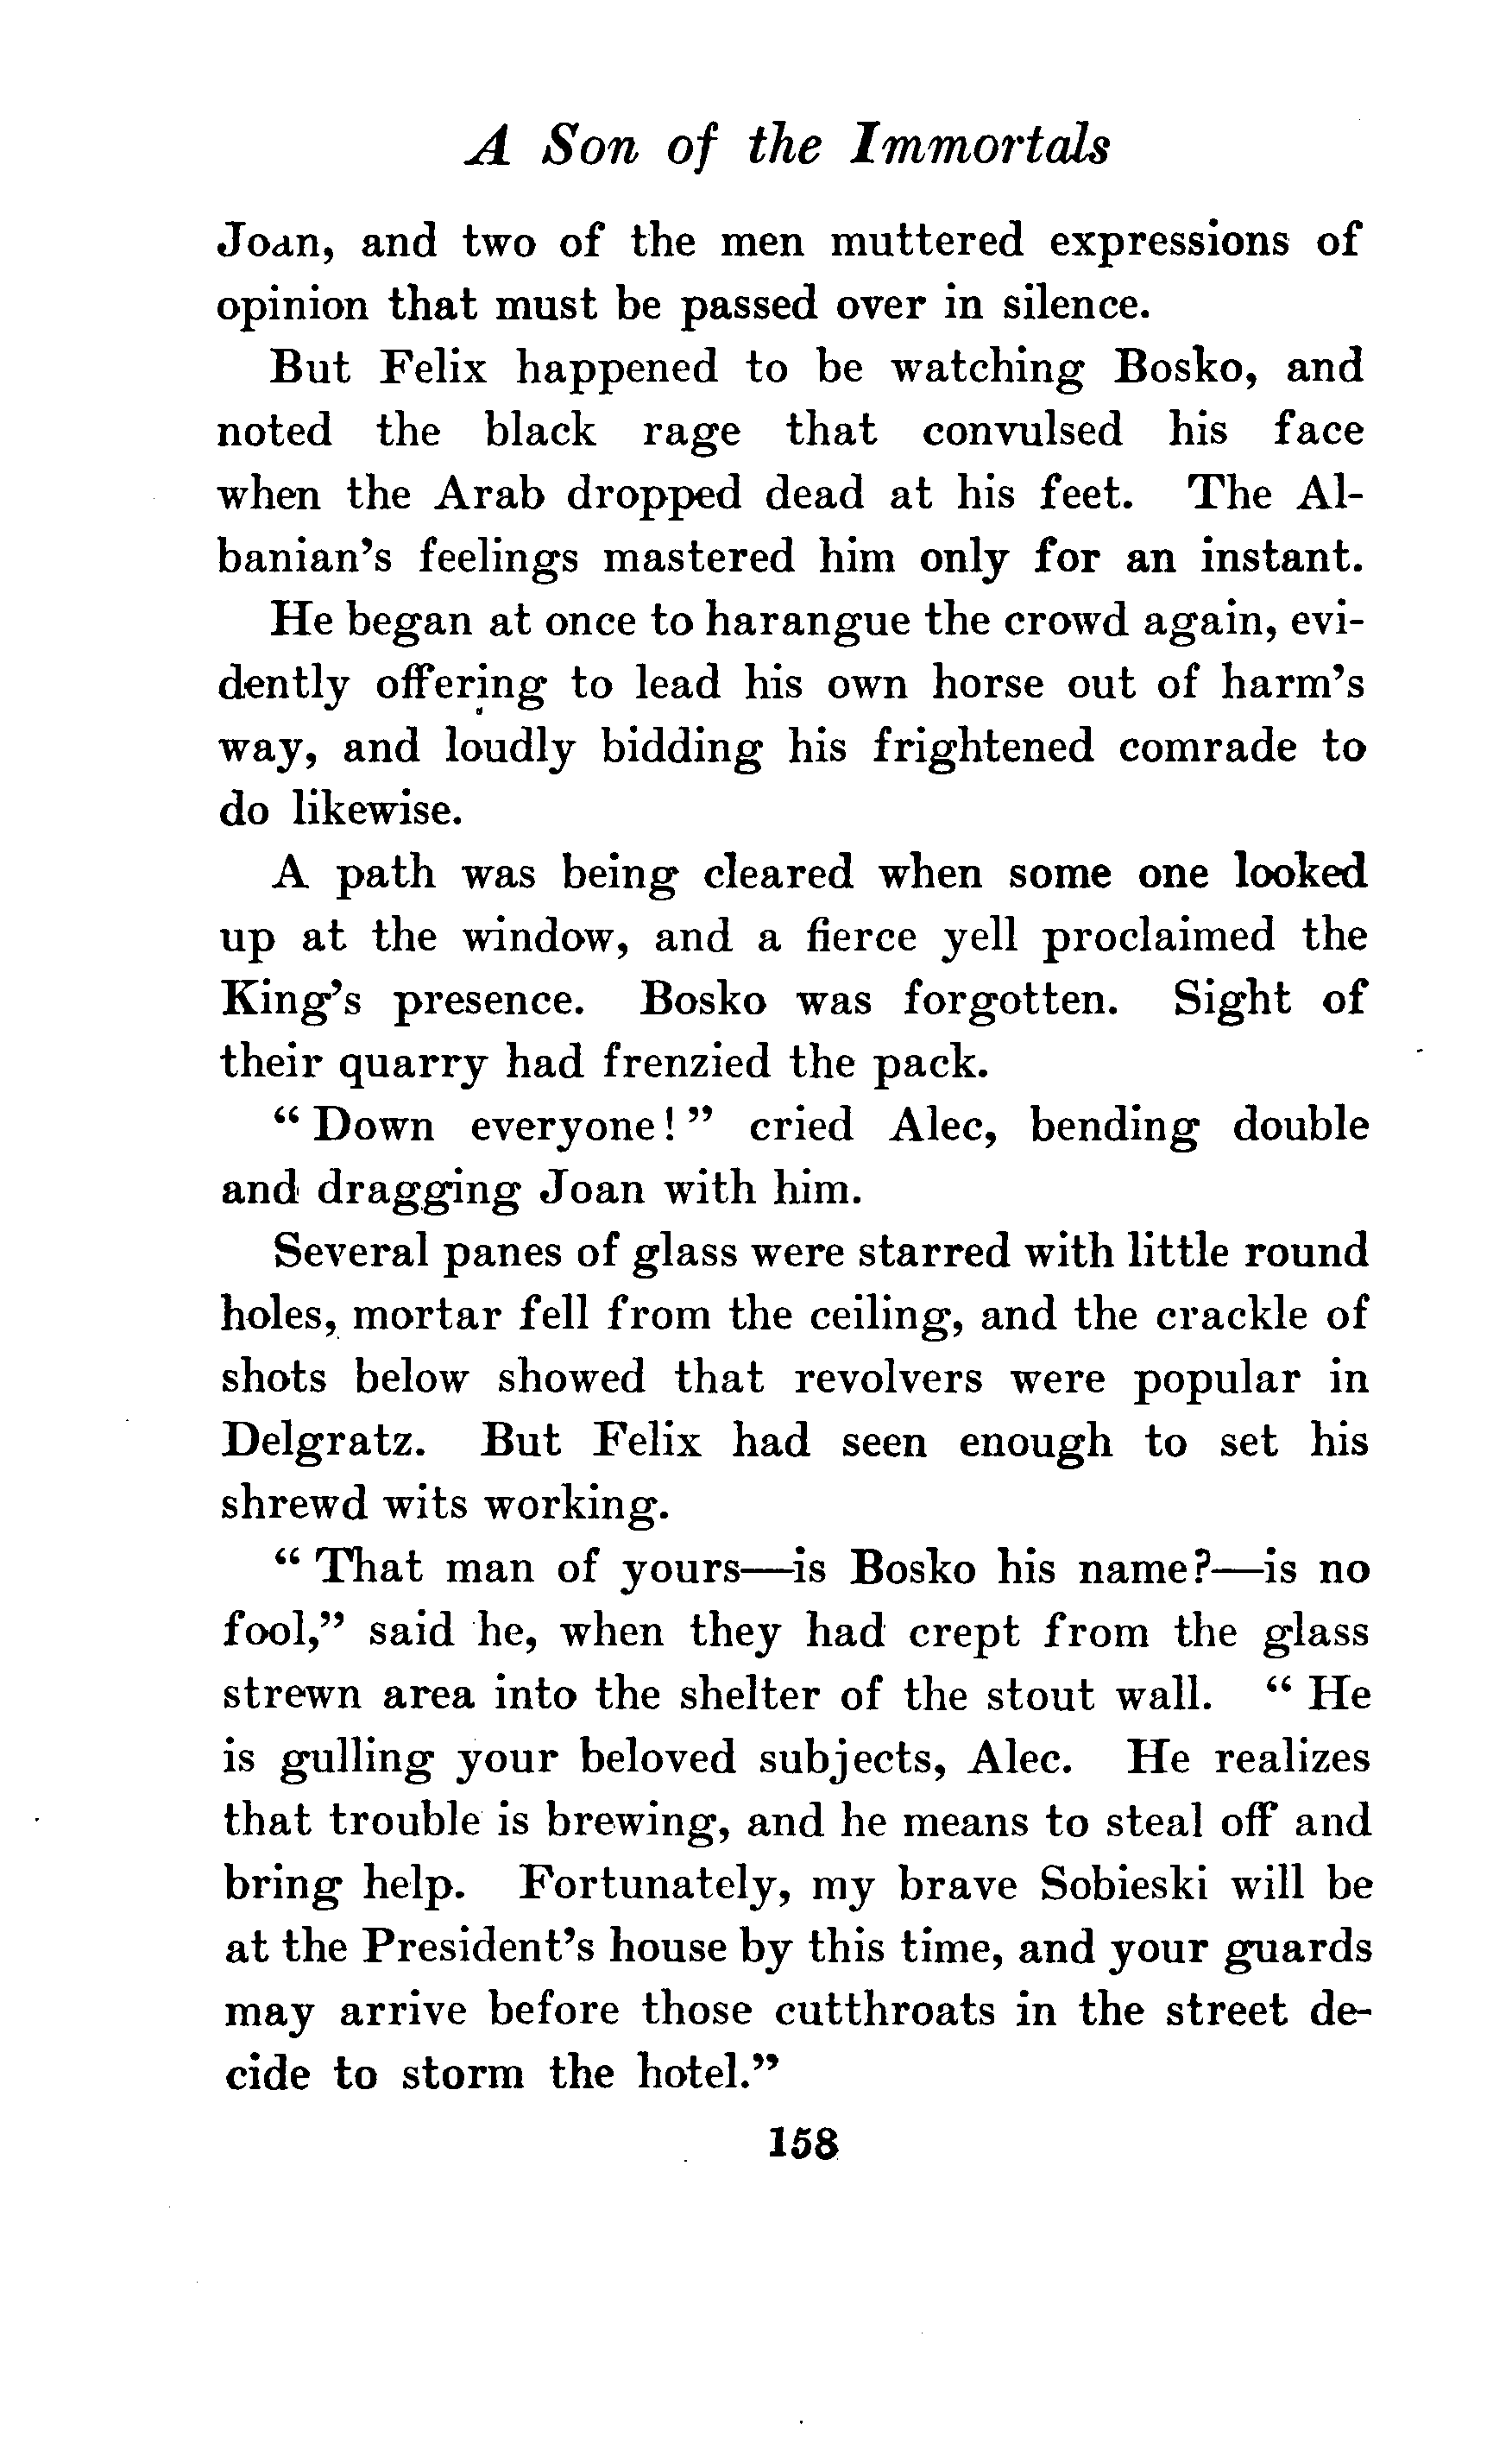 A Son of the Immortals
Joan, and two of the men muttered expressions of
opinion that must be passed over in silence.
But Felix happened to be watching Bosko, and
noted the black rage that convulsed his face
when the Arab dropped dead at his feet. The Al-
banian's feelings mastered him only for an instant.
He began at once to harangue the crowd again, evi-
dently offering to lead his own horse out of harm's
way, and loudly bidding his frightened comrade to
do likewise.
A path was being cleared when some one looked
up at the window, and a fierce yell proclaimed the
King's presence. Bosko was forgotten. Sight of
their quarry had frenzied the pack.
" Down everyone! " cried Alec, bending double
and dragging Joan with him.
Several panes of glass were starred with little round
holes, mortar fell from the ceiling, and the crackle of
shots below showed that revolvers were popular in
Delgratz. But Felix had seen enough to set his
shrewd wits working.
" That man of yours—is Bosko his name?—is no
fool," said he, when they had crept from the glass
strewn area into the shelter of the stout wall. " He
is gulling your beloved subjects, Alec. He realizes
that trouble is brewing, and he means to steal off and
bring help. Fortunately, my brave Sobieski will be
at the President's house by this time, and your guards
may arrive before those cutthroats in the street de-
cide to storm the hotel."
158